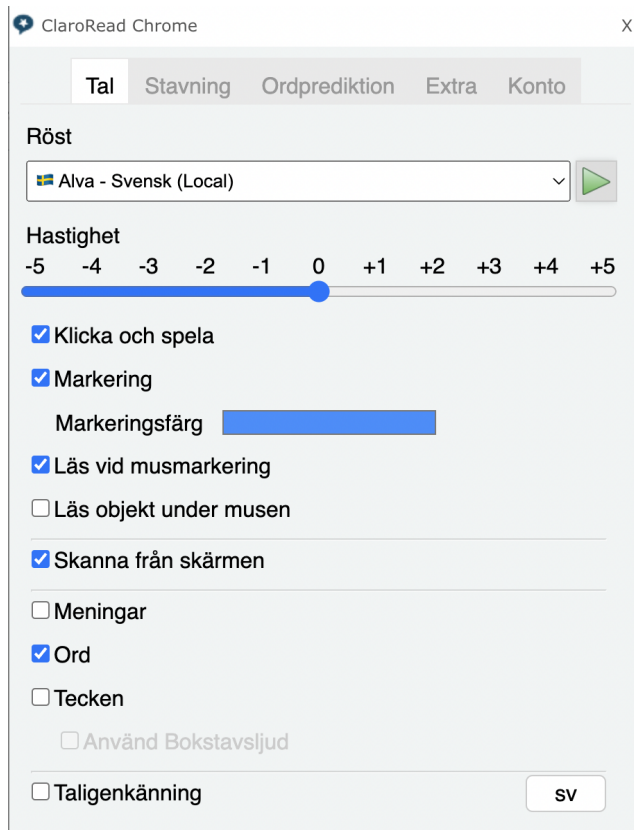 ClaroRead Chrome X
Tal Stavning Ordprediktion Extra Konto
Röst
Alva - Svensk (Local)
Hastighet
-5 -4 -3 -2 -1 0 +1 +2 +3 +4 +5
Klicka och spela
Markering
Markeringsfärg
Läs vid musmarkering
Läs objekt under musen
Skanna från skärmen
Meningar
Ord
Tecken
Använd Bokstavsljud
Taligenkänning sv